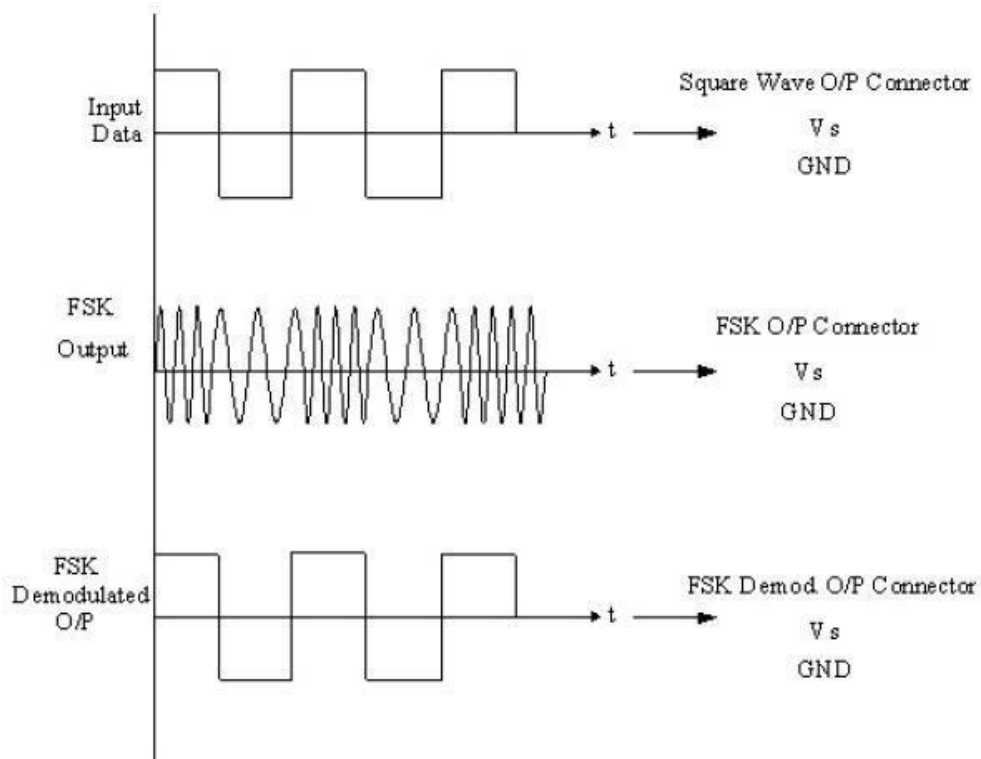 Input
Data
t
Square Wave O/P Connector
Vs
GND
FSK
Output
t
FSK O/P Connector
Vs
GND
FSK
Demodulated
O/P
t
FSK Demod. O/P Connector
Vs
GND